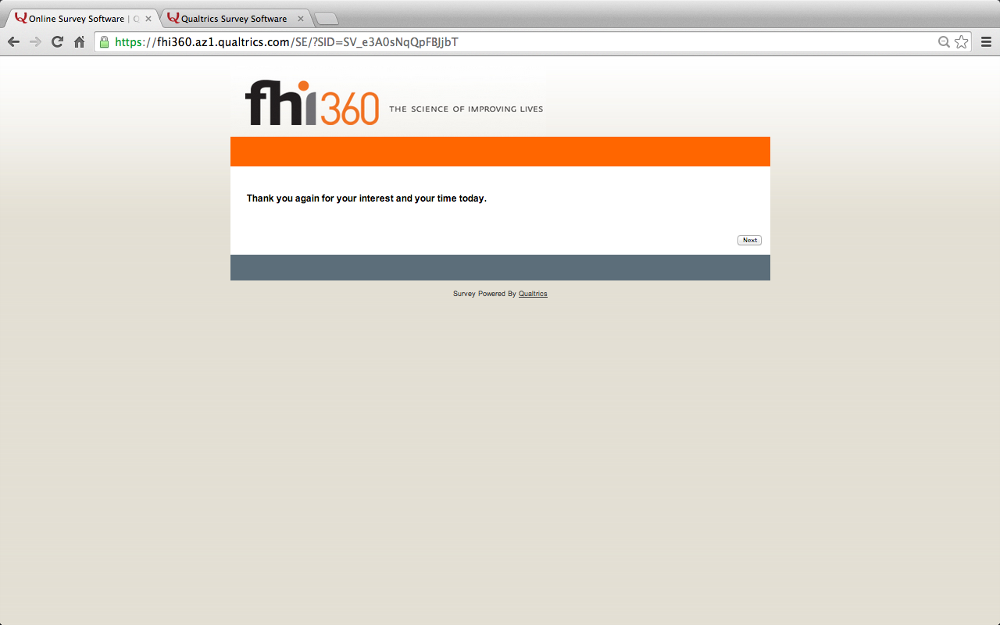 Online Survey Software | Q
Qualtrics Survey Software
https://fhi360.az1.qualtrics.com/SE/?SID=SV_e3A0sNqQpFBJjbT
fhi360 THE SCIENCE OF IMPROVING LIVES
Thank you again for your interest and your time today.
Next
Survey Powered By Qualtrics